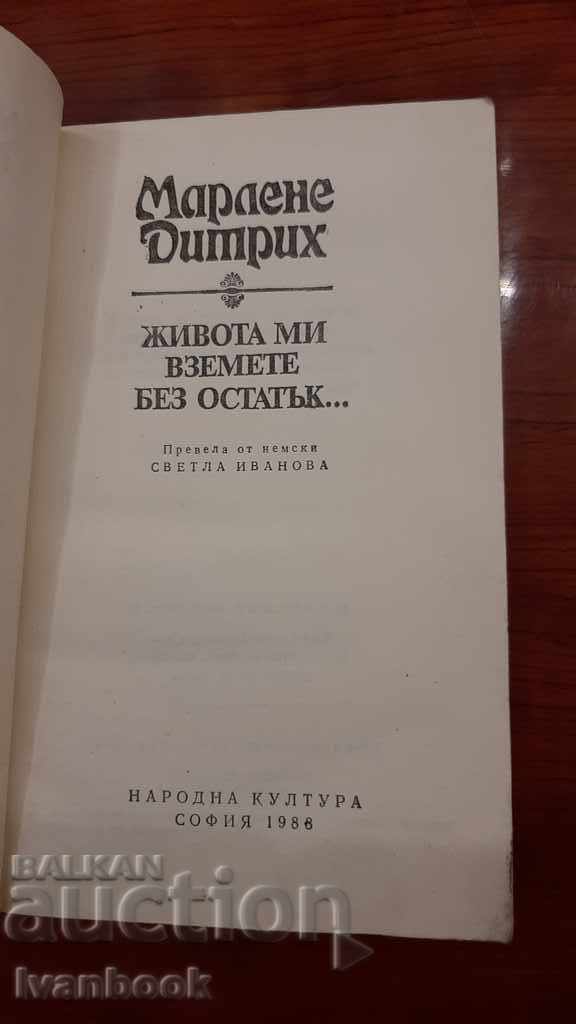 Марлене
Дитрих
ЖИВОТА МИ
ВЗЕМЕТЕ
БЕЗ ОСТАТЪК...
Превела от немски
СВЕТЛА ИВАНОВА
НАРОДНА КУЛТУРА
СОФИЯ 1988
BALKAN
auction
Ivanbook